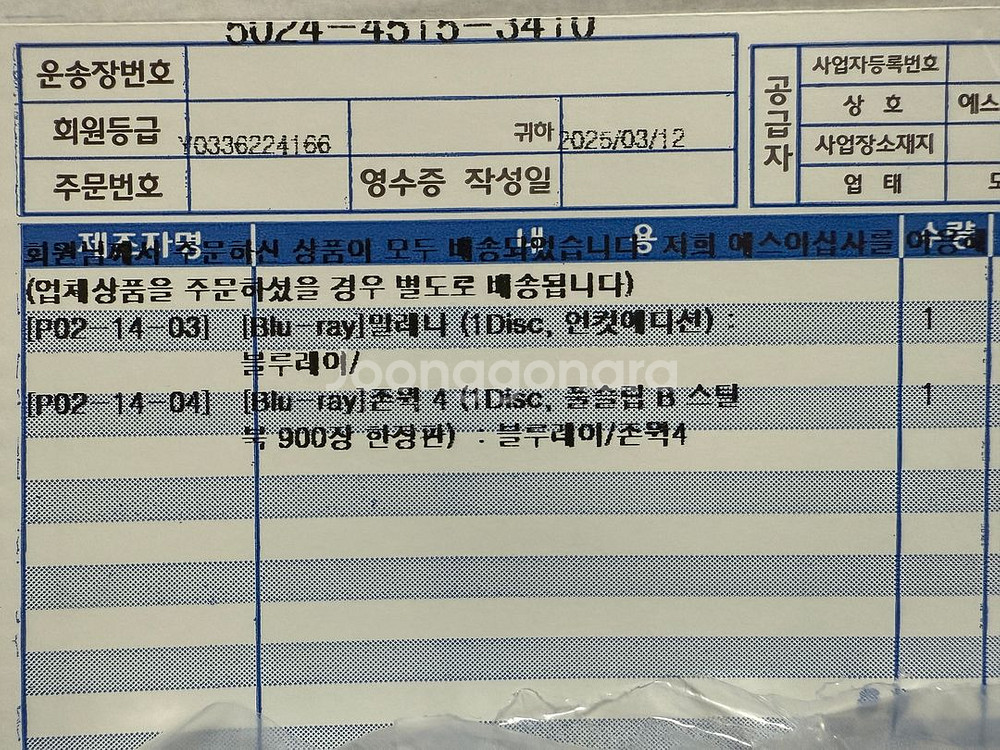 5024-4515-3410
운송장번호
회원등급 귀하
Y0336224166 2025/03/12
주문번호 영수증 작성일
공급자
사업자등록번호
상 호 예스
사업장소재지
업 태 도
제주자명 내 용 수량
회원님께서 주문하신 상품이 모두 배송되었습니다. 저희 예스이십사를 이용해
(업체상품을 주문하셨을 경우 별도로 배송됩니다)
[P02-14-03] [Blu-ray]멜레나 (1Disc, 언컷에디션) : 1
블루레이/
Joonggonara
[P02-14-04] [Blu-ray]존윅 4 (1Disc, 풀슬립 B 스틸 1
북 900장 한정판) : 블루레이/존윅4